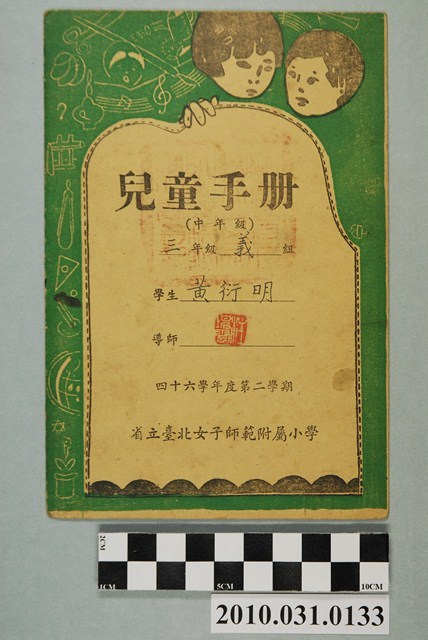 兒童手册
(中年級)
三年級 義 組
學生 黃衍明
導師
四十六學年度第二學期
省立臺北女子師範附屬小學
2CM
1CM 5CM 10CM
2010.031.0133